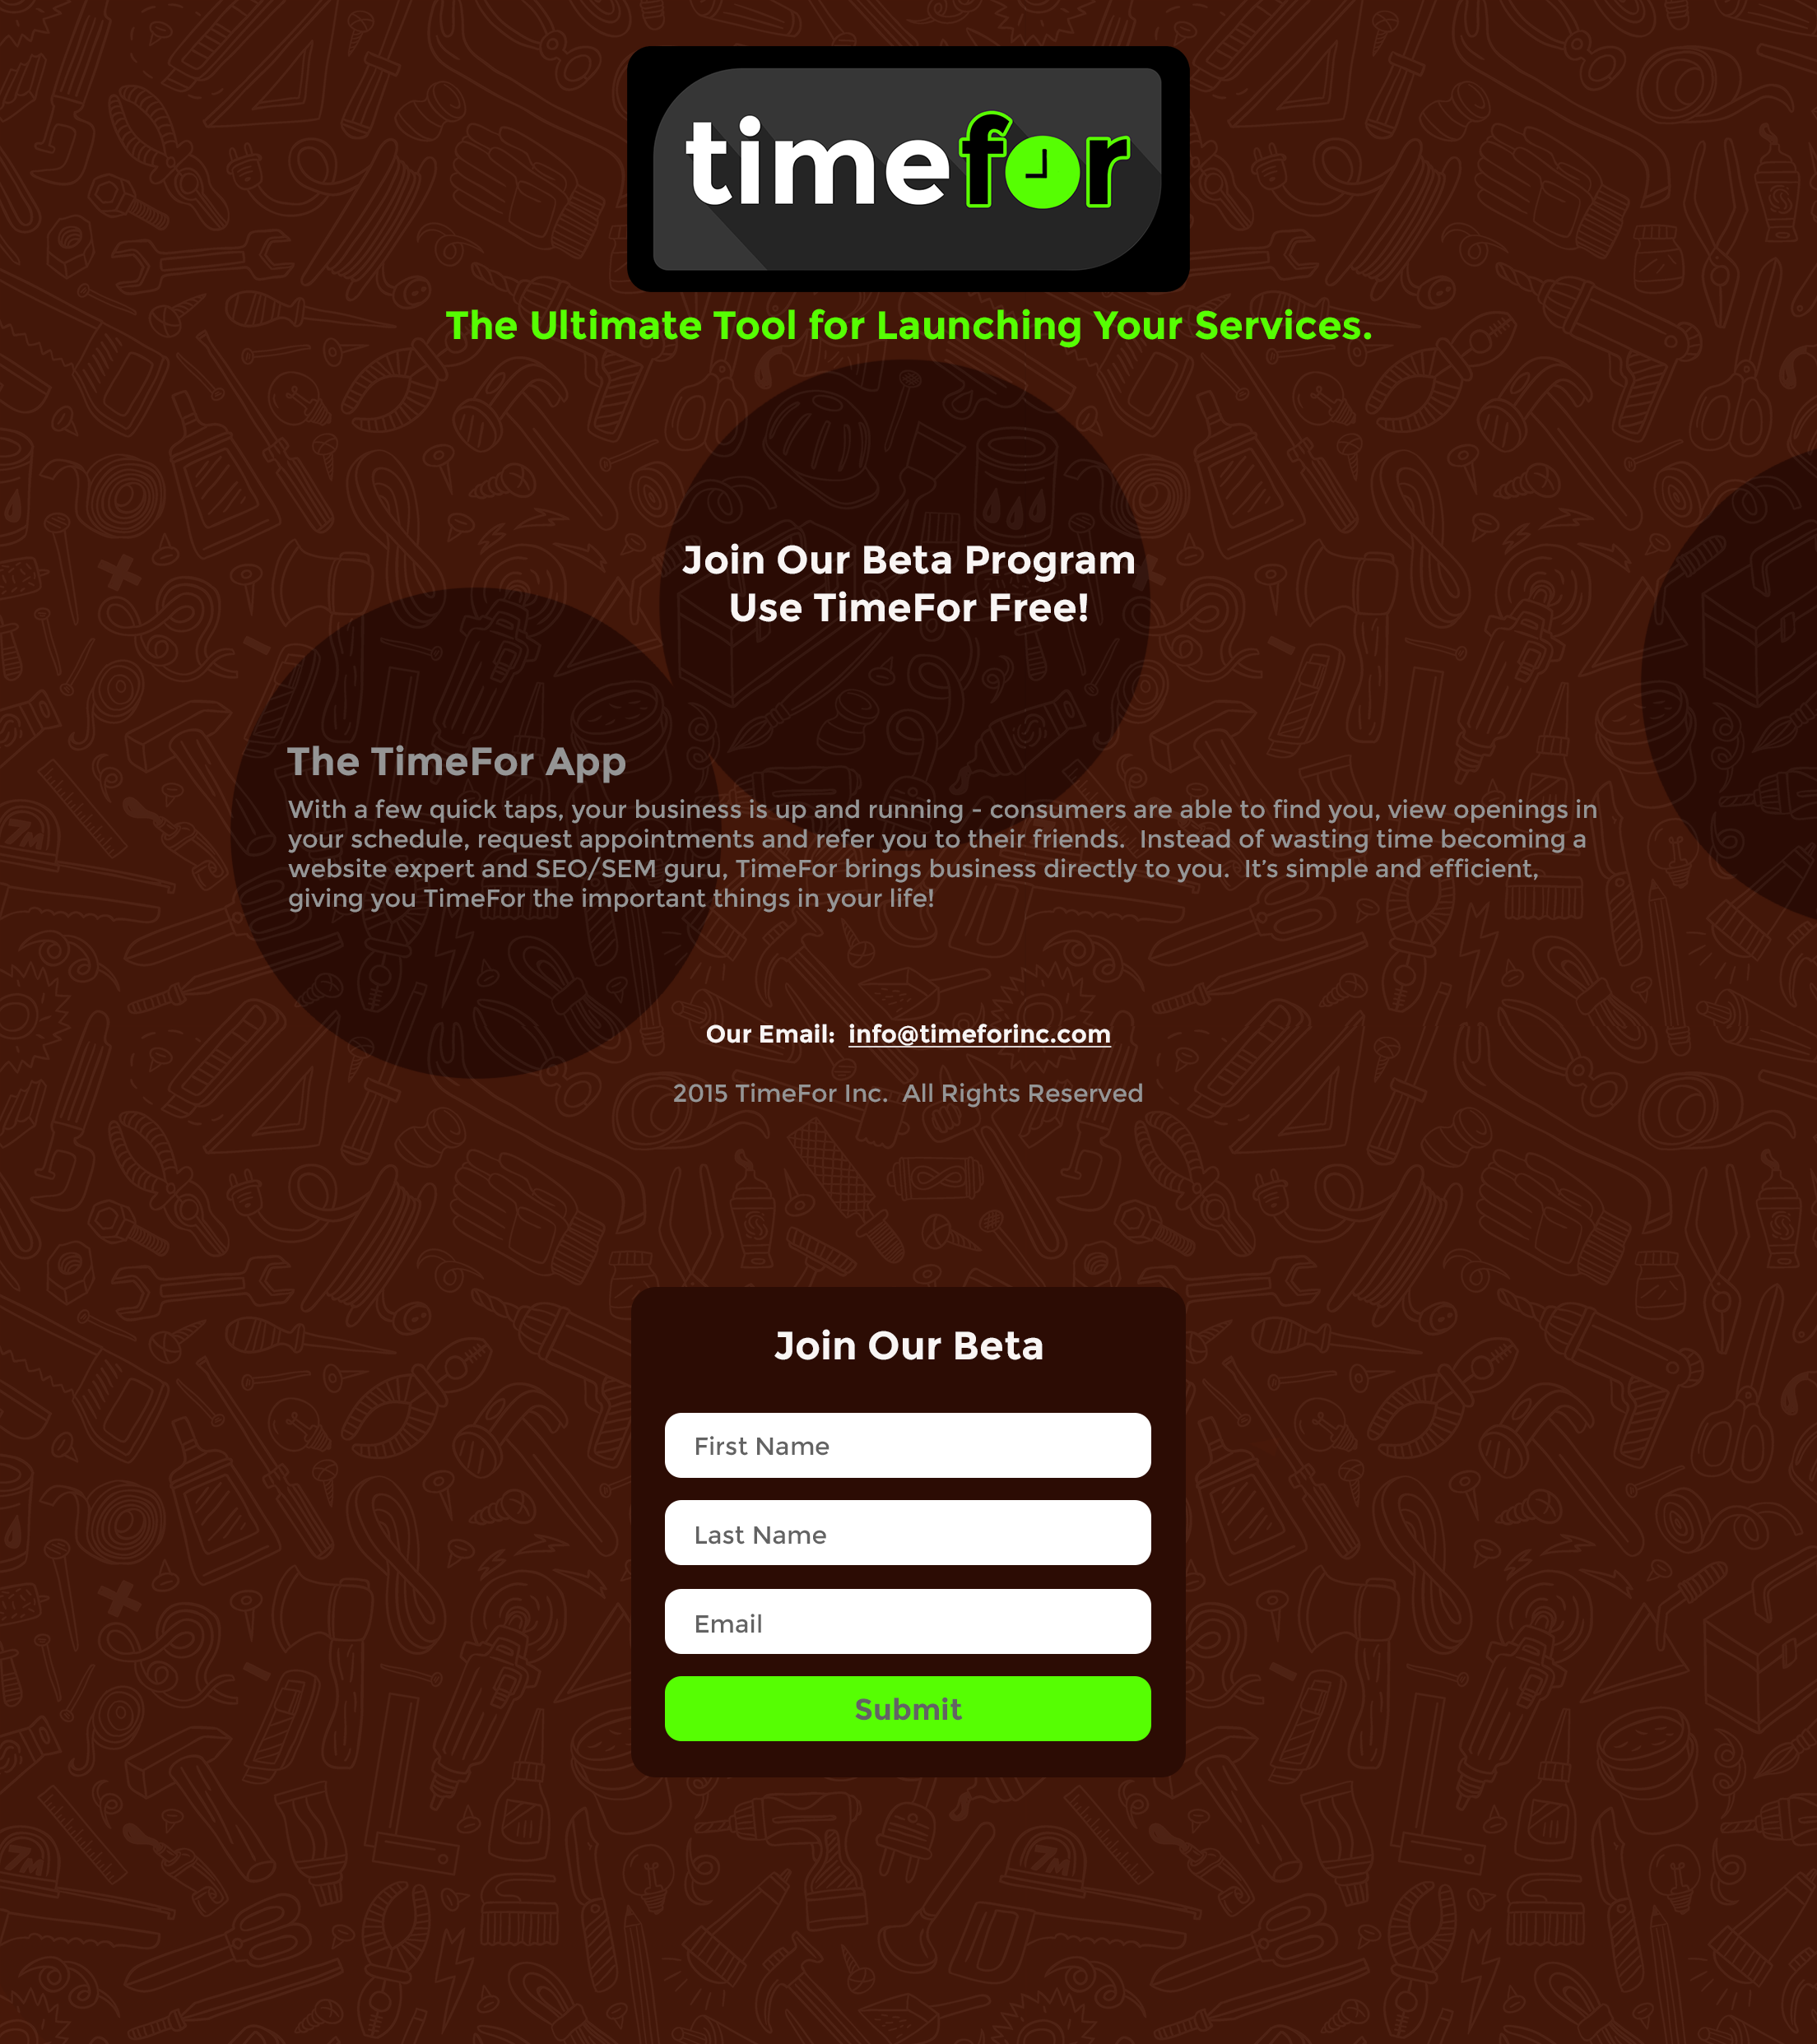 timefor
The Ultimate Tool for Launching Your Services.
Join Our Beta Program
Use TimeFor Free!
The TimeFor App
With a few quick taps, your business is up and running - consumers are able to find you, view openings in
your schedule, request appointments and refer you to their friends.  Instead of wasting time becoming a
website expert and SEO/SEM guru, TimeFor brings business directly to you.  It’s simple and efficient,
giving you TimeFor the important things in your life!
Our Email:  info@timeforinc.com
2015 TimeFor Inc.  All Rights Reserved
Join Our Beta
First Name
Last Name
Email
Submit